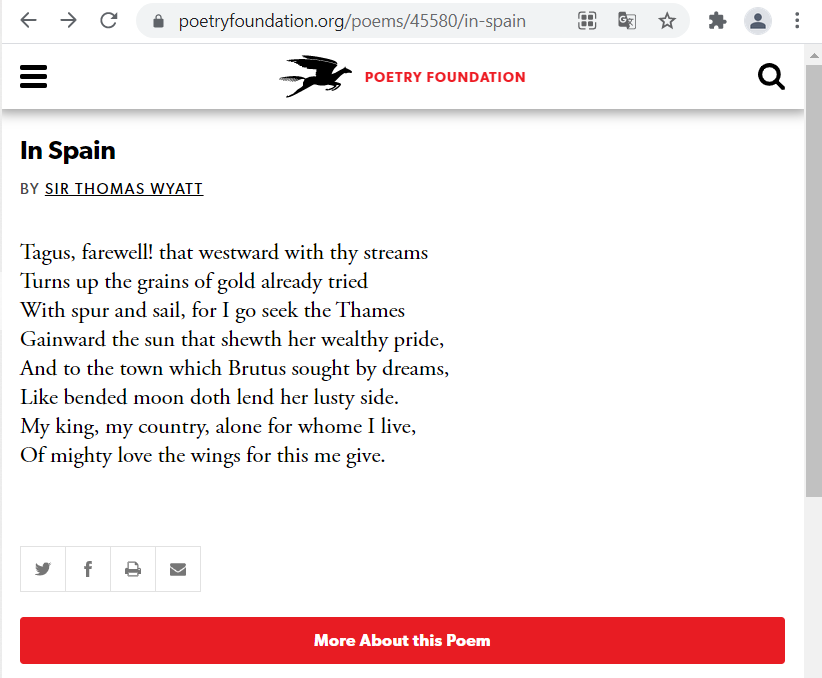 poetryfoundation.org/poems/45580/in-spain
POETRY FOUNDATION
In Spain
BY SIR THOMAS WYATT
Tagus, farewell! that westward with thy streams
Turns up the grains of gold already tried
With spur and sail, for I go seek the Thames
Gainward the sun that shewth her wealthy pride,
And to the town which Brutus sought by dreams,
Like bended moon doth lend her lusty side.
My king, my country, alone for whome I live,
Of mighty love the wings for this me give.
More About this Poem